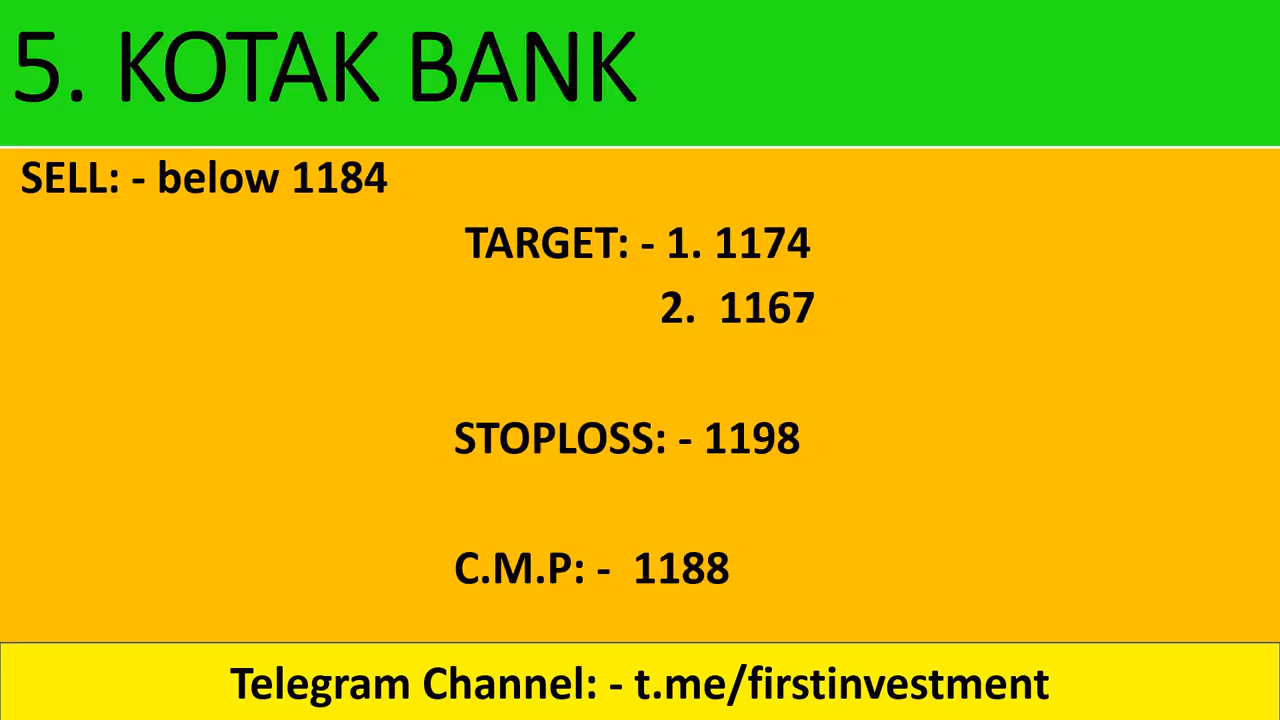 5. KOTAK BANK
SELL: - below 1184
TARGET: - 1. 1174
2. 1167
STOPLOSS: - 1198
C.M.P: - 1188
Telegram Channel: - t.me/firstinvestment